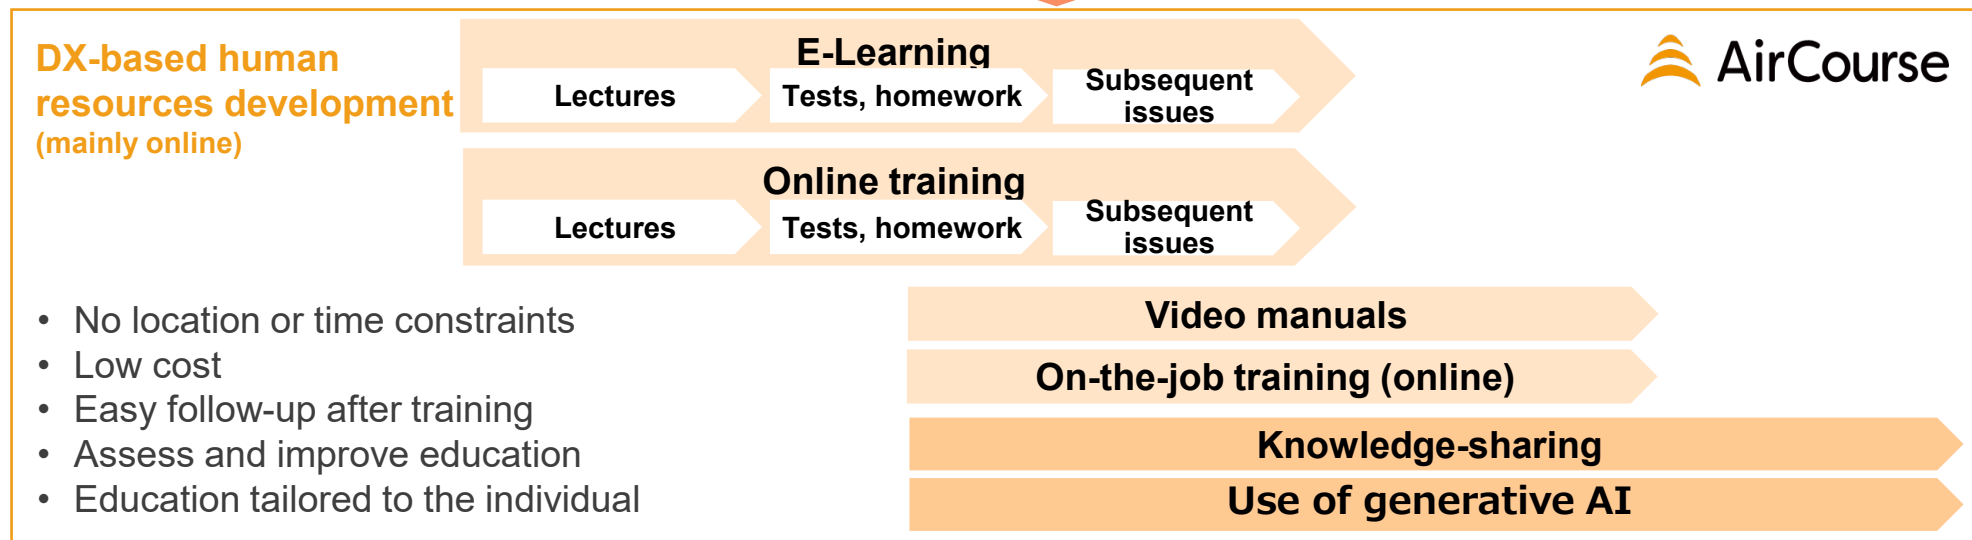 DX-based human
resources development
(mainly online)
E-Learning
Lectures
Tests, homework
Subsequent
issues
AirCourse
Online training
Lectures
Tests, homework
Subsequent
issues
• No location or time constraints
• Low cost
• Easy follow-up after training
• Assess and improve education
• Education tailored to the individual
Video manuals
On-the-job training (online)
Knowledge-sharing
Use of generative AI